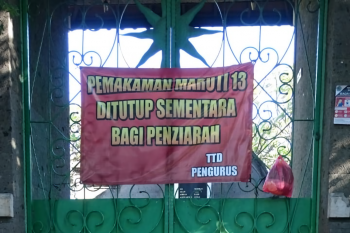 PEMAKAMAN MARUTI 13
DITUTUP SEMENTARA
BAGI PENZIARAH
TTD
PENGURUS